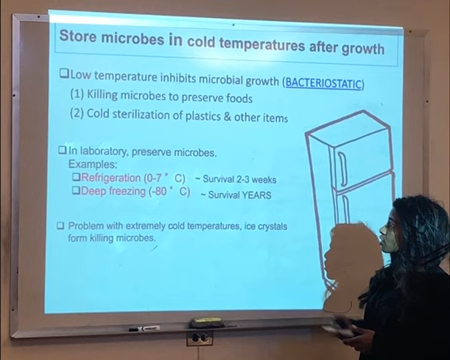 Store microbes in cold temperatures after growth
❑Low temperature inhibits microbial growth (BACTERIOSTATIC)
(1) Killing microbes to preserve foods
(2) Cold sterilization of plastics & other items
❑In laboratory, preserve microbes.
Examples:
❑Refrigeration (0-7 ° C) ~ Survival 2-3 weeks
❑Deep freezing (-80 ° C) ~ Survival YEARS
❑ Problem with extremely cold temperatures, ice crystals
form killing microbes.